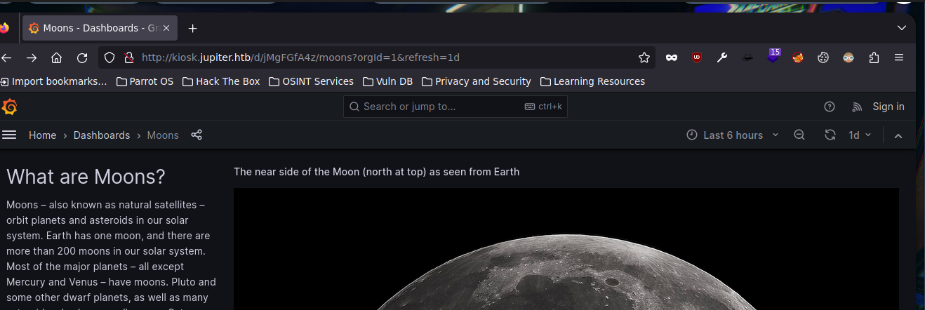 Moons - Dashboards - Gr
http://kiosk.jupiter.htb/d/jMgFGfA4z/moons?orgId=1&refresh=1d
15
Import bookmarks... Parrot OS Hack The Box OSINT Services Vuln DB Privacy and Security Learning Resources
Search or jump to... ctrl+k Sign in
Home › Dashboards › Moons Last 6 hours 1d
What are Moons?
The near side of the Moon (north at top) as seen from Earth
Moons – also known as natural satellites –
orbit planets and asteroids in our solar
system. Earth has one moon, and there are
more than 200 moons in our solar system.
Most of the major planets – all except
Mercury and Venus – have moons. Pluto and
some other dwarf planets, as well as many